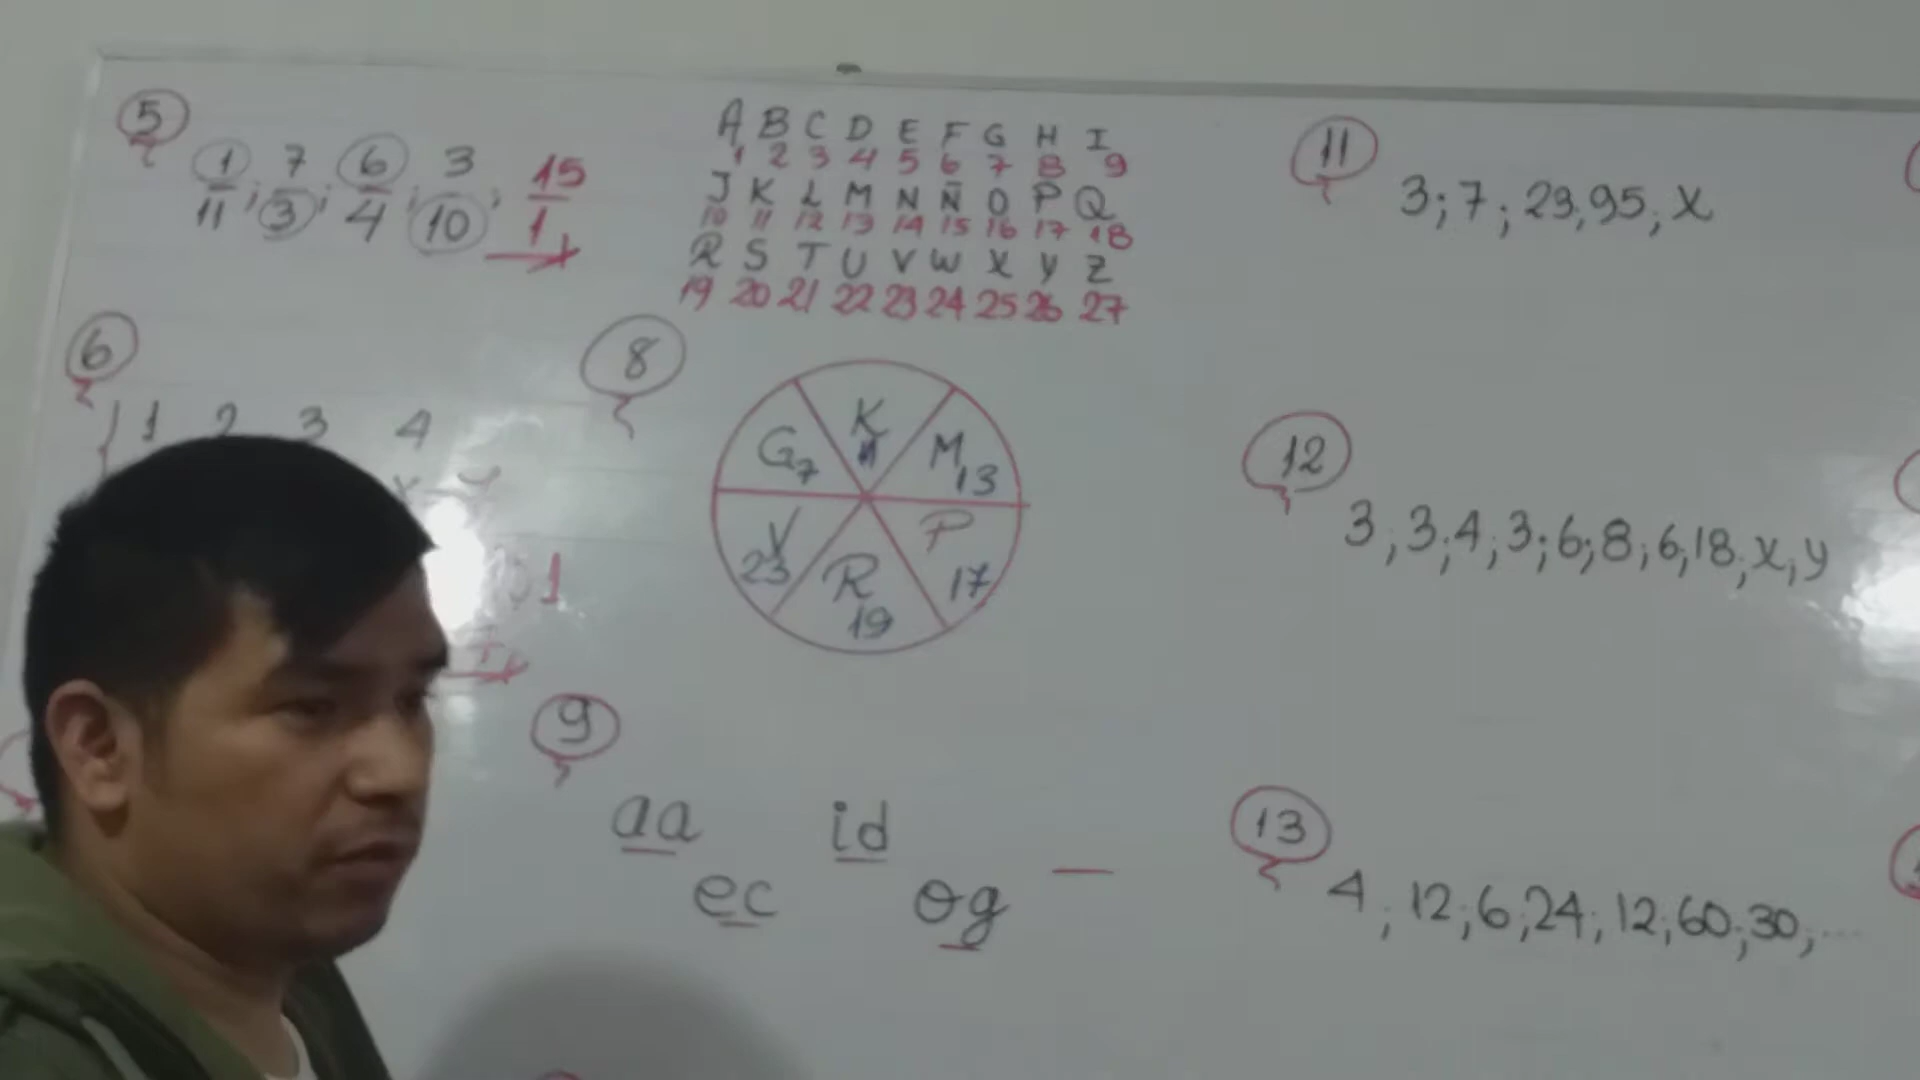 5
1/11 ; 7/3 ; 6/4 ; 3/10 ; 15/1
A B C D E F G H I
1 2 3 4 5 6 7 8 9
J K L M N Ñ O P Q
10 11 12 13 14 15 16 17 18
R S T U V W X Y Z
19 20 21 22 23 24 25 26 27
6
1 2 3 4
1
8
K 11
M 13
P 17
R 19
V 23
G 7
9
aa id
ec og
11
3; 7; 23, 95, x
12
3, 3; 4, 3; 6; 8; 6, 18, x, y
13
4, 12; 6, 24, 12; 60, 30, ...